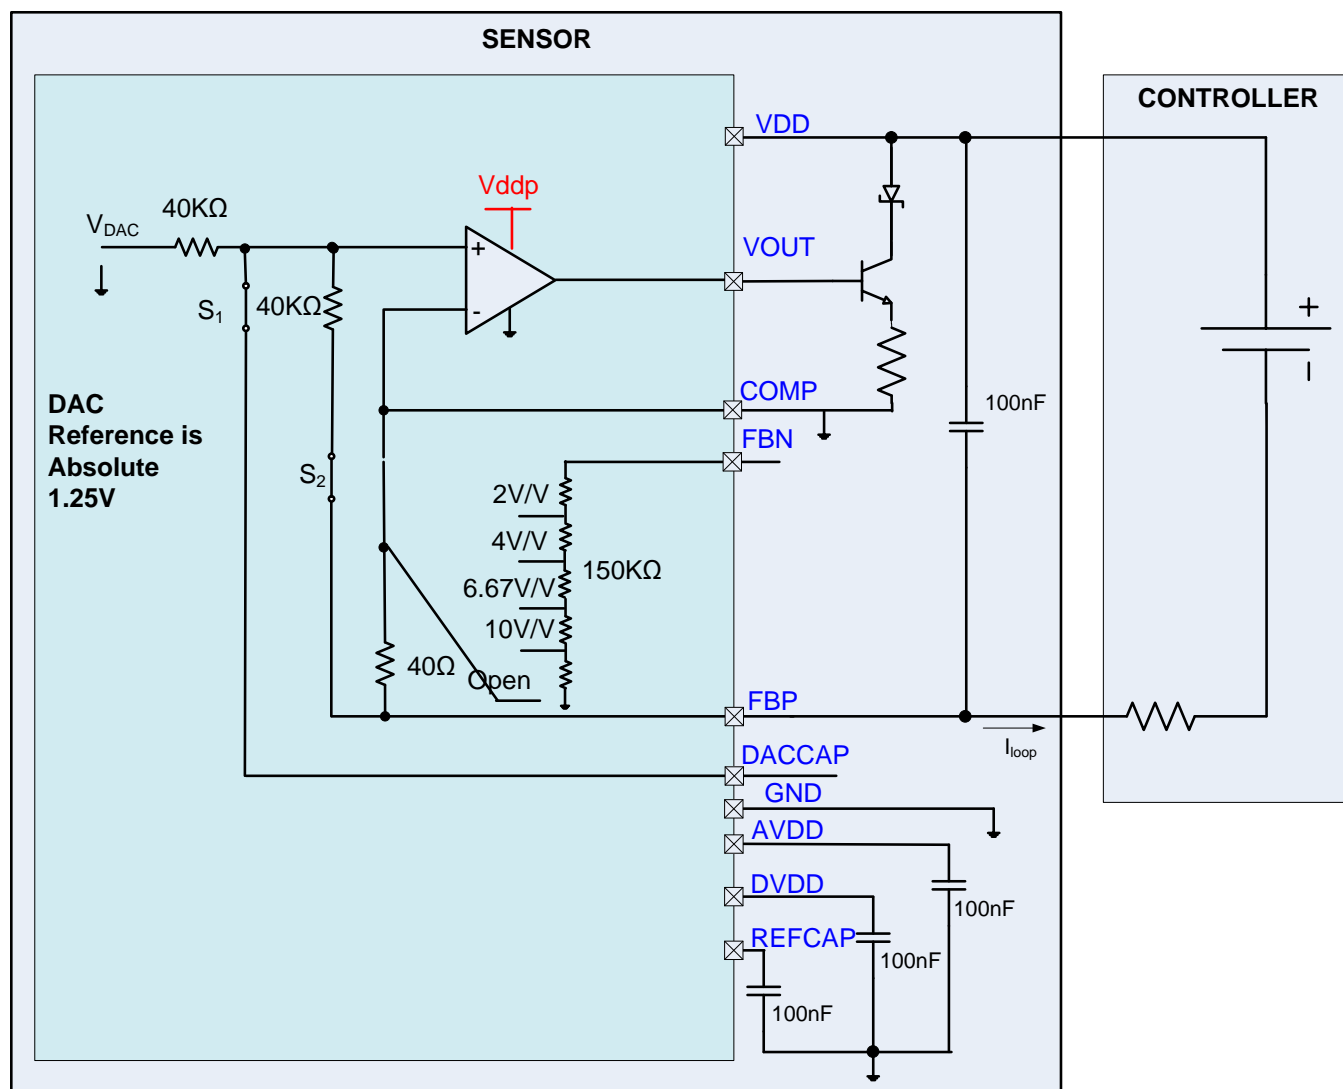 SENSOR
CONTROLLER
VDD
Vddp
40KΩ
VDAC
VOUT
+
-
S1
40KΩ
+
-
COMP
DAC
Reference is
Absolute
1.25V
100nF
FBN
S2
2V/V
4V/V
150KΩ
6.67V/V
10V/V
40Ω
Open
FBP
Iloop
DACCAP
GND
AVDD
DVDD
100nF
REFCAP
100nF
100nF